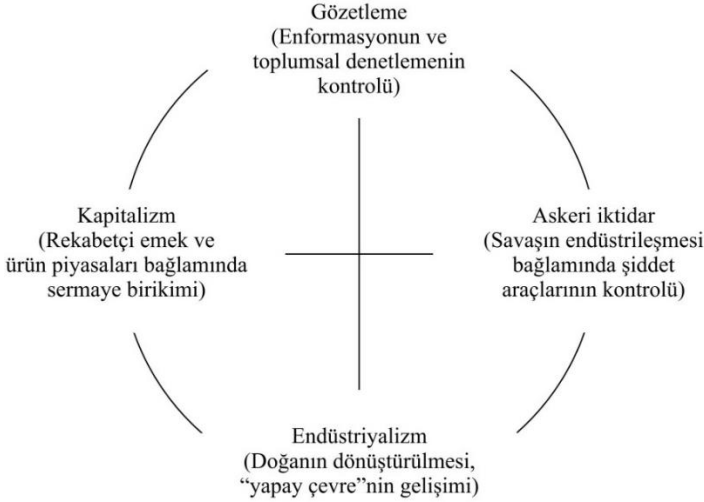 Gözetleme
(Enformasyonun ve
toplumsal denetlemenin
kontrolü)
Kapitalizm
(Rekabetçi emek ve
ürün piyasaları bağlamında
sermaye birikimi)
Askeri iktidar
(Savaşın endüstrileşmesi
bağlamında şiddet
araçlarının kontrolü)
Endüstriyalizm
(Doğanın dönüştürülmesi,
“yapay çevre”nin gelişimi)